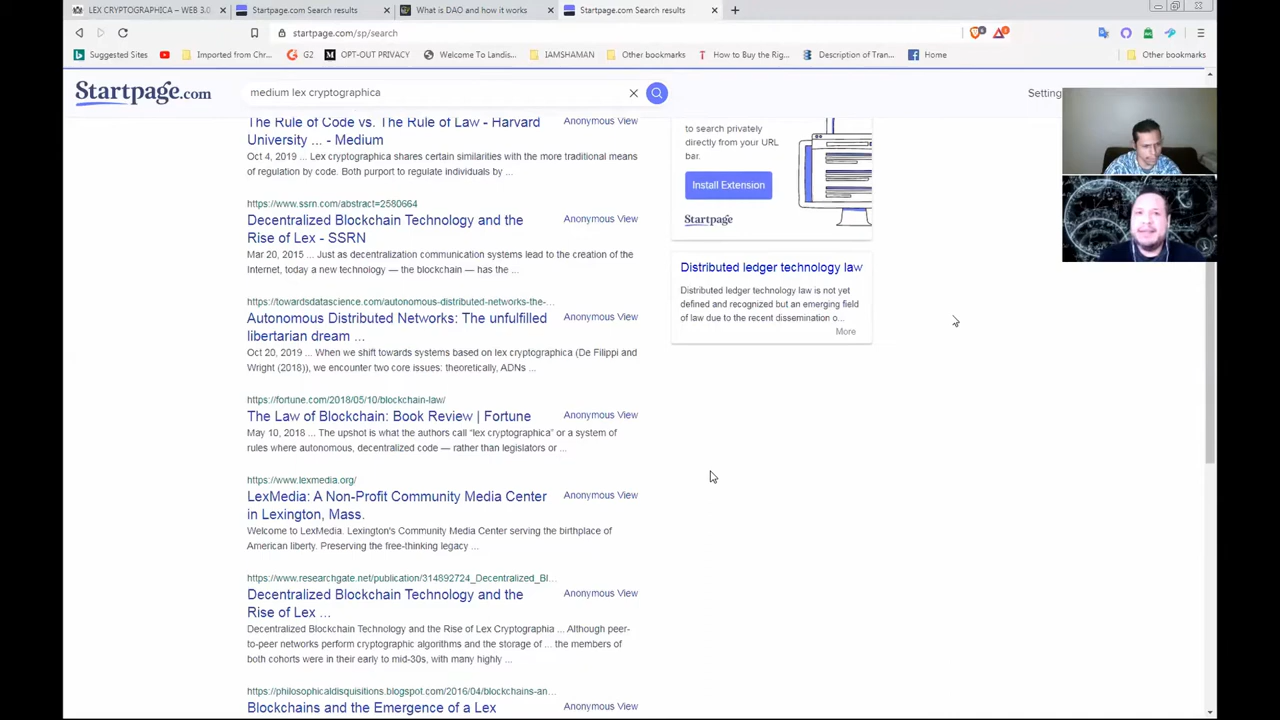 LEX CRYPTOGRAPHICA – WEB 3.0
Startpage.com Search results
What is DAO and how it works
Startpage.com Search results
startpage.com/sp/search
Suggested Sites
Imported from Chr...
G2
OPT-OUT PRIVACY
Welcome To Landis...
IAMSHAMAN
Other bookmarks
How to Buy the Rig...
Description of Tran...
Home
Other bookmarks
Startpage.com
medium lex cryptographica
Setting
The Rule of Code vs. The Rule of Law - Harvard
University ... - Medium
Anonymous View
Oct 4, 2019 ... Lex cryptographica shares certain similarities with the more traditional means
of regulation by code. Both purport to regulate individuals by ...
https://www.ssrn.com/abstract=2580664
Decentralized Blockchain Technology and the
Rise of Lex - SSRN
Anonymous View
Mar 20, 2015 ... Just as decentralization communication systems lead to the creation of the
Internet, today a new technology — the blockchain — has the ...
https://towardsdatascience.com/autonomous-distributed-networks-the-...
Autonomous Distributed Networks: The unfulfilled
libertarian dream ...
Anonymous View
Oct 20, 2019 ... When we shift towards systems based on lex cryptographica (De Filippi and
Wright (2018)), we encounter two core issues: theoretically, ADNs ...
https://fortune.com/2018/05/10/blockchain-law/
The Law of Blockchain: Book Review | Fortune
Anonymous View
May 10, 2018 ... The upshot is what the authors call “lex cryptographica” or a system of
rules where autonomous, decentralized code — rather than legislators or ...
https://www.lexmedia.org/
LexMedia: A Non-Profit Community Media Center
in Lexington, Mass.
Anonymous View
Welcome to LexMedia. Lexington's Community Media Center serving the birthplace of
American liberty. Preserving the free-thinking legacy ...
https://www.researchgate.net/publication/314892724_Decentralized_Bl...
Decentralized Blockchain Technology and the
Rise of Lex ...
Anonymous View
Decentralized Blockchain Technology and the Rise of Lex Cryptographia ... Although peer-
to-peer networks perform cryptographic algorithms and the storage of ... the members of
both cohorts were in their early to mid-30s, with many highly ...
https://philosophicaldisquisitions.blogspot.com/2016/04/blockchains-an...
Blockchains and the Emergence of a Lex
Anonymous View
to search privately
directly from your URL
bar.
Install Extension
Startpage
Distributed ledger technology law
Distributed ledger technology law is not yet
defined and recognized but an emerging field
of law due to the recent dissemination o...
More